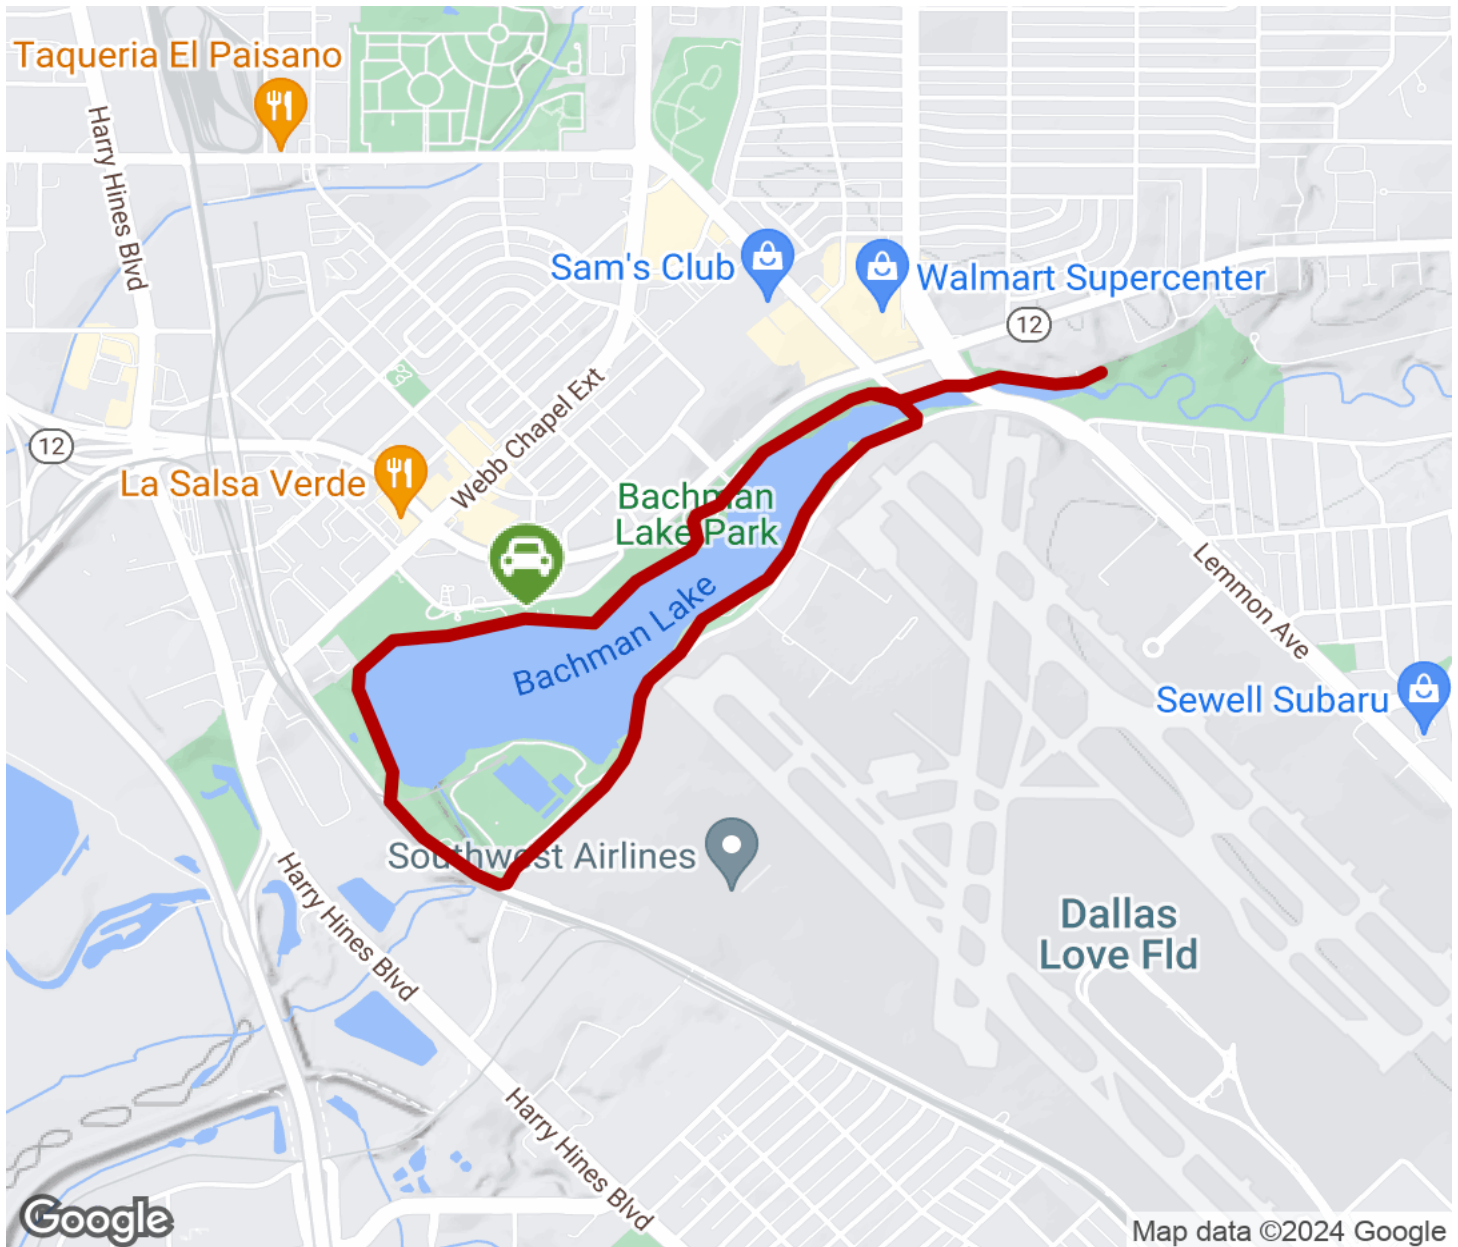 Taqueria El Paisano
Harry Hines Blvd
Sam's Club
Walmart Supercenter
12
Webb Chapel Ext
12
La Salsa Verde
Bachman
Lake Park
Lemmon Ave
Bachman Lake
Sewell Subaru
Southwest Airlines
Harry Hines Blvd
Dallas
Love Fld
Harry Hines Blvd
Google
Map data ©2024 Google